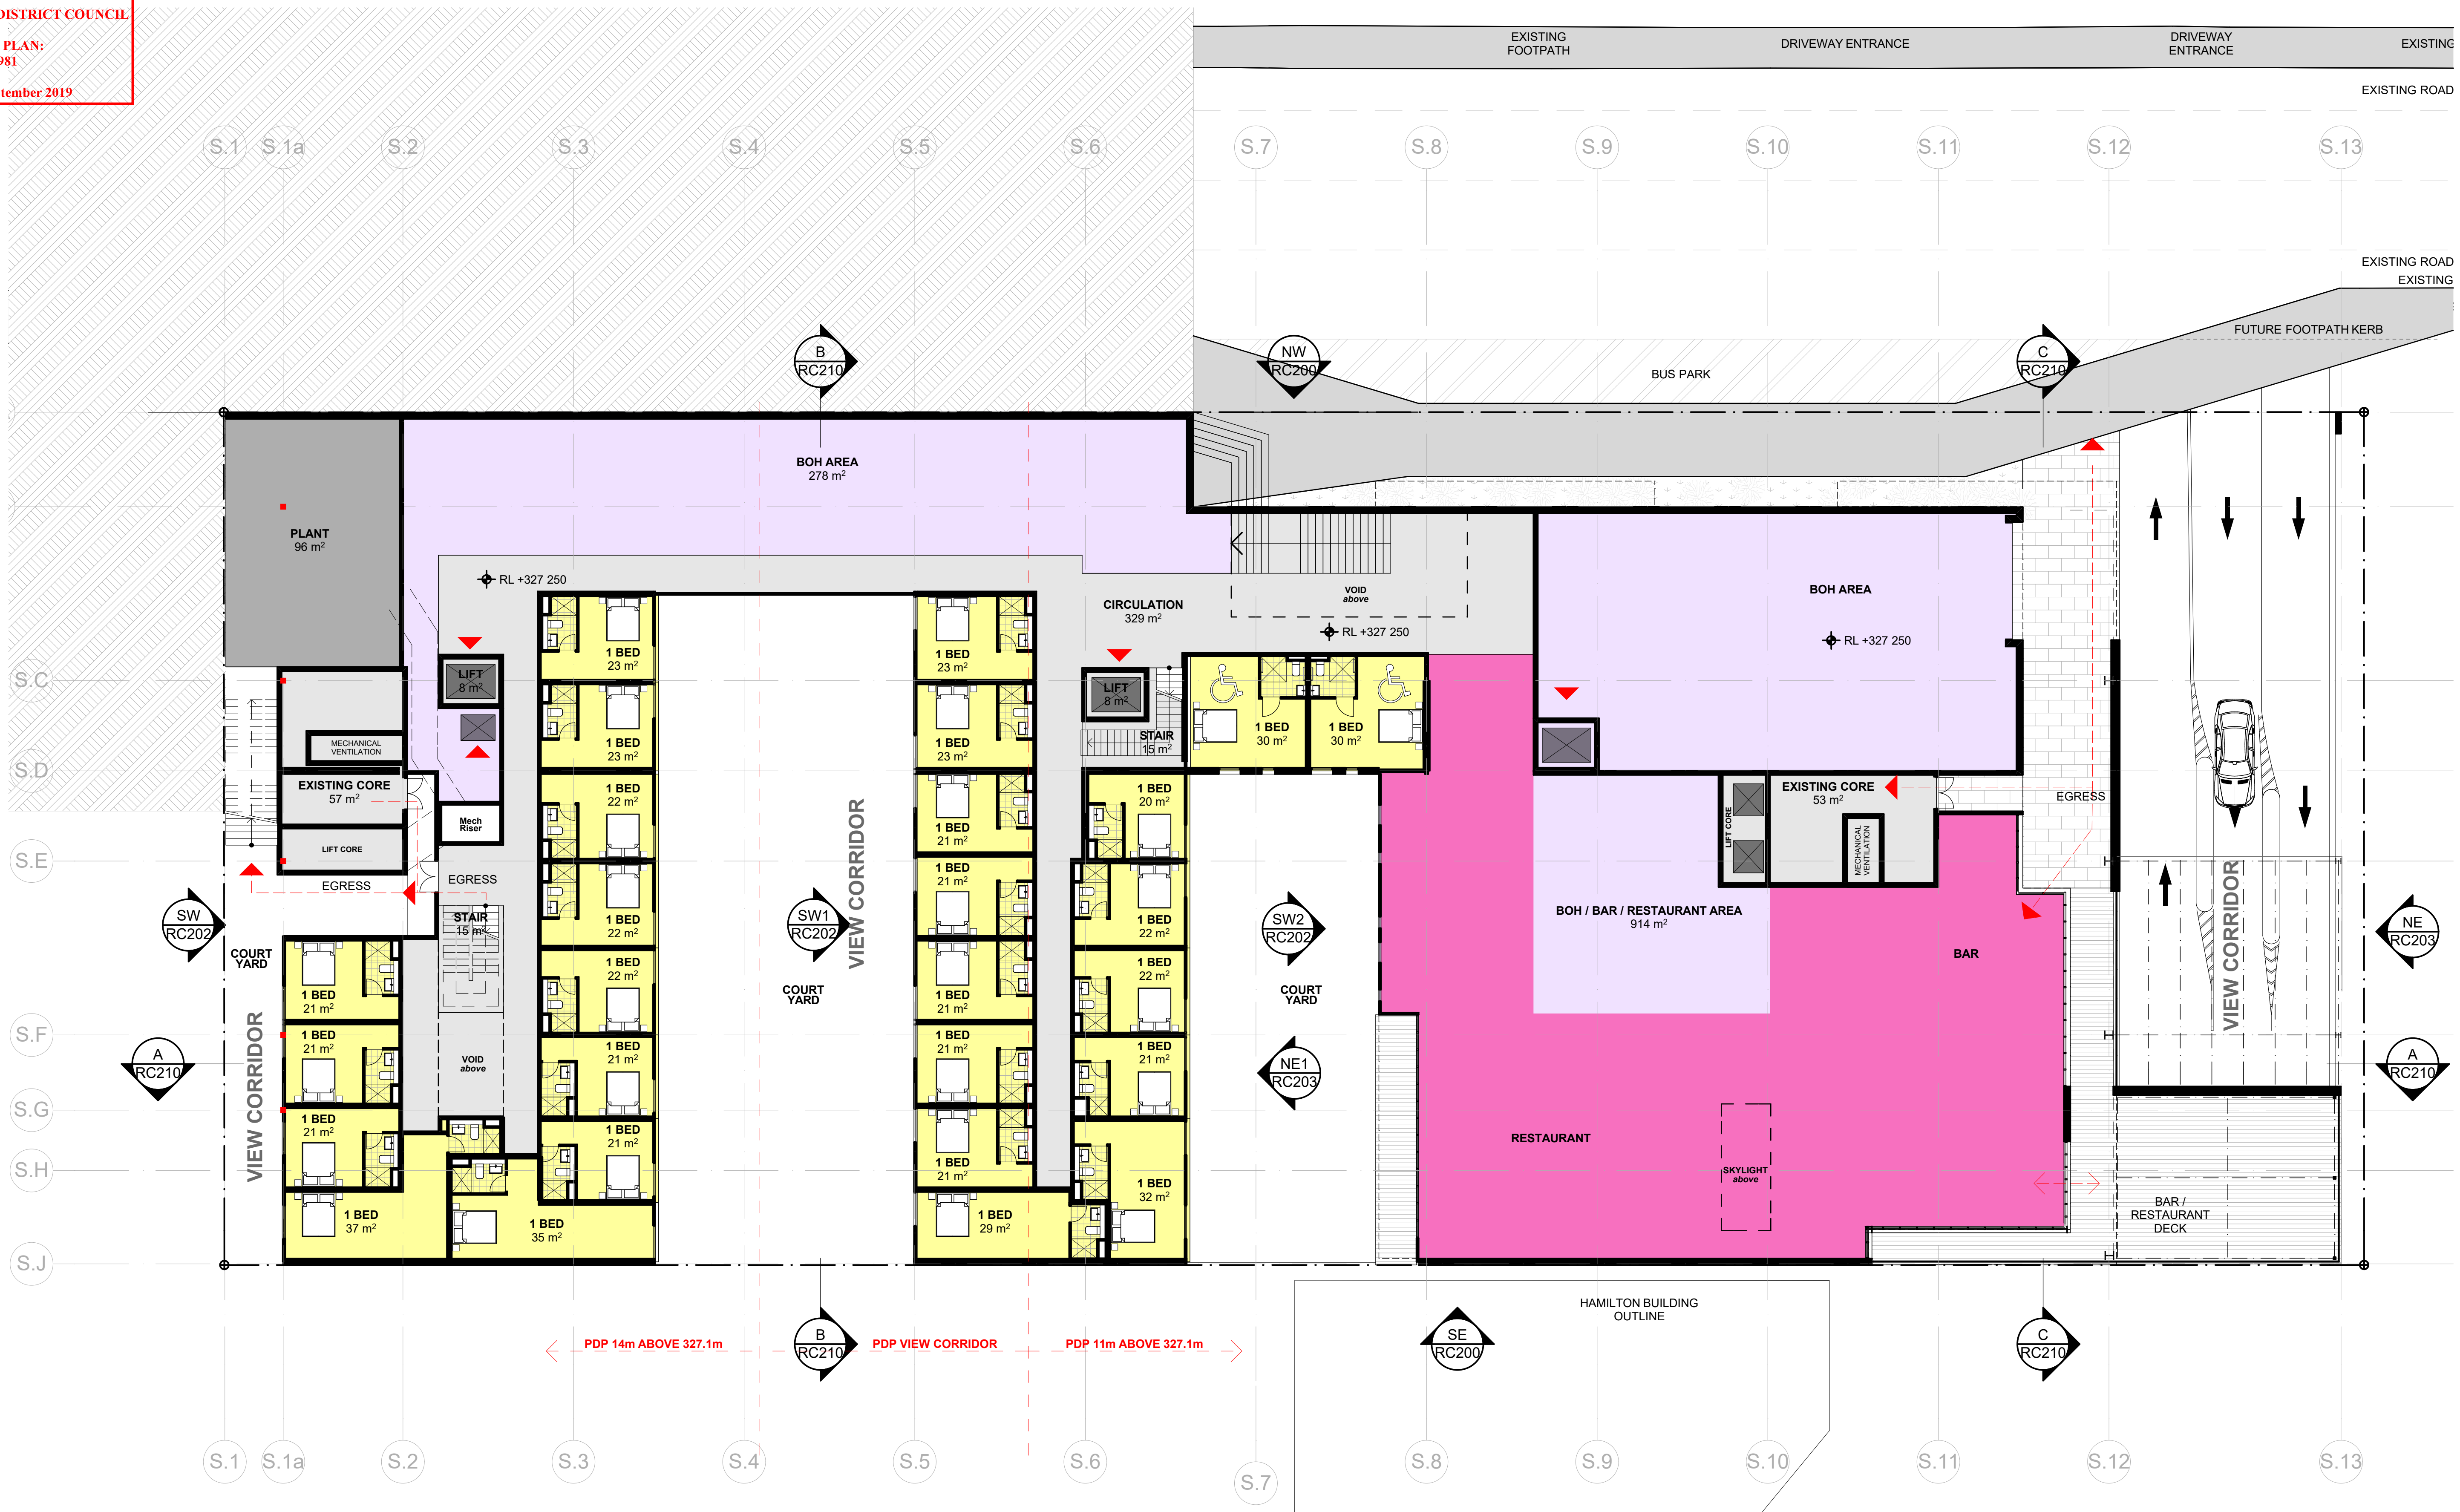 DISTRICT COUNCIL
PLAN:
981
tember 2019
EXISTING
FOOTPATH
DRIVEWAY ENTRANCE
DRIVEWAY
ENTRANCE
EXISTING
EXISTING ROAD
S.1
S.1a
S.2
S.3
S.4
S.5
S.6
S.7
S.8
S.9
S.10
S.11
S.12
S.13
EXISTING ROAD
EXISTING
FUTURE FOOTPATH KERB
B
RC210
NW
RC200
BUS PARK
C
RC210
BOH AREA
278 m²
PLANT
96 m²
RL +327 250
CIRCULATION
329 m²
VOID
above
RL +327 250
BOH AREA
RL +327 250
S.C
S.D
S.E
S.F
S.G
S.H
S.J
LIFT
8 m²
MECHANICAL
VENTILATION
EXISTING CORE
57 m²
Mech
Riser
LIFT CORE
EGRESS
EGRESS
STAIR
15 m²
SW
RC202
COURT
YARD
VIEW CORRIDOR
A
RC210
1 BED
21 m²
1 BED
21 m²
1 BED
21 m²
1 BED
37 m²
VOID
above
1 BED
35 m²
1 BED
23 m²
1 BED
23 m²
1 BED
22 m²
1 BED
22 m²
1 BED
22 m²
1 BED
21 m²
1 BED
21 m²
SW1
RC202
VIEW CORRIDOR
COURT
YARD
1 BED
23 m²
1 BED
23 m²
1 BED
21 m²
1 BED
21 m²
1 BED
21 m²
1 BED
21 m²
1 BED
21 m²
1 BED
29 m²
LIFT
8 m²
STAIR
15 m²
1 BED
30 m²
1 BED
30 m²
1 BED
20 m²
1 BED
22 m²
1 BED
22 m²
1 BED
21 m²
1 BED
32 m²
SW2
RC202
COURT
YARD
NE1
RC203
BOH / BAR / RESTAURANT AREA
914 m²
LIFT CORE
EXISTING CORE
53 m²
MECHANICAL
VENTILATION
EGRESS
BAR
RESTAURANT
SKYLIGHT
above
VIEW CORRIDOR
NE
RC203
A
RC210
BAR /
RESTAURANT
DECK
HAMILTON BUILDING
OUTLINE
PDP 14m ABOVE 327.1m
B
RC210
PDP VIEW CORRIDOR
PDP 11m ABOVE 327.1m
SE
RC200
C
RC210
S.1
S.1a
S.2
S.3
S.4
S.5
S.6
S.7
S.8
S.9
S.10
S.11
S.12
S.13